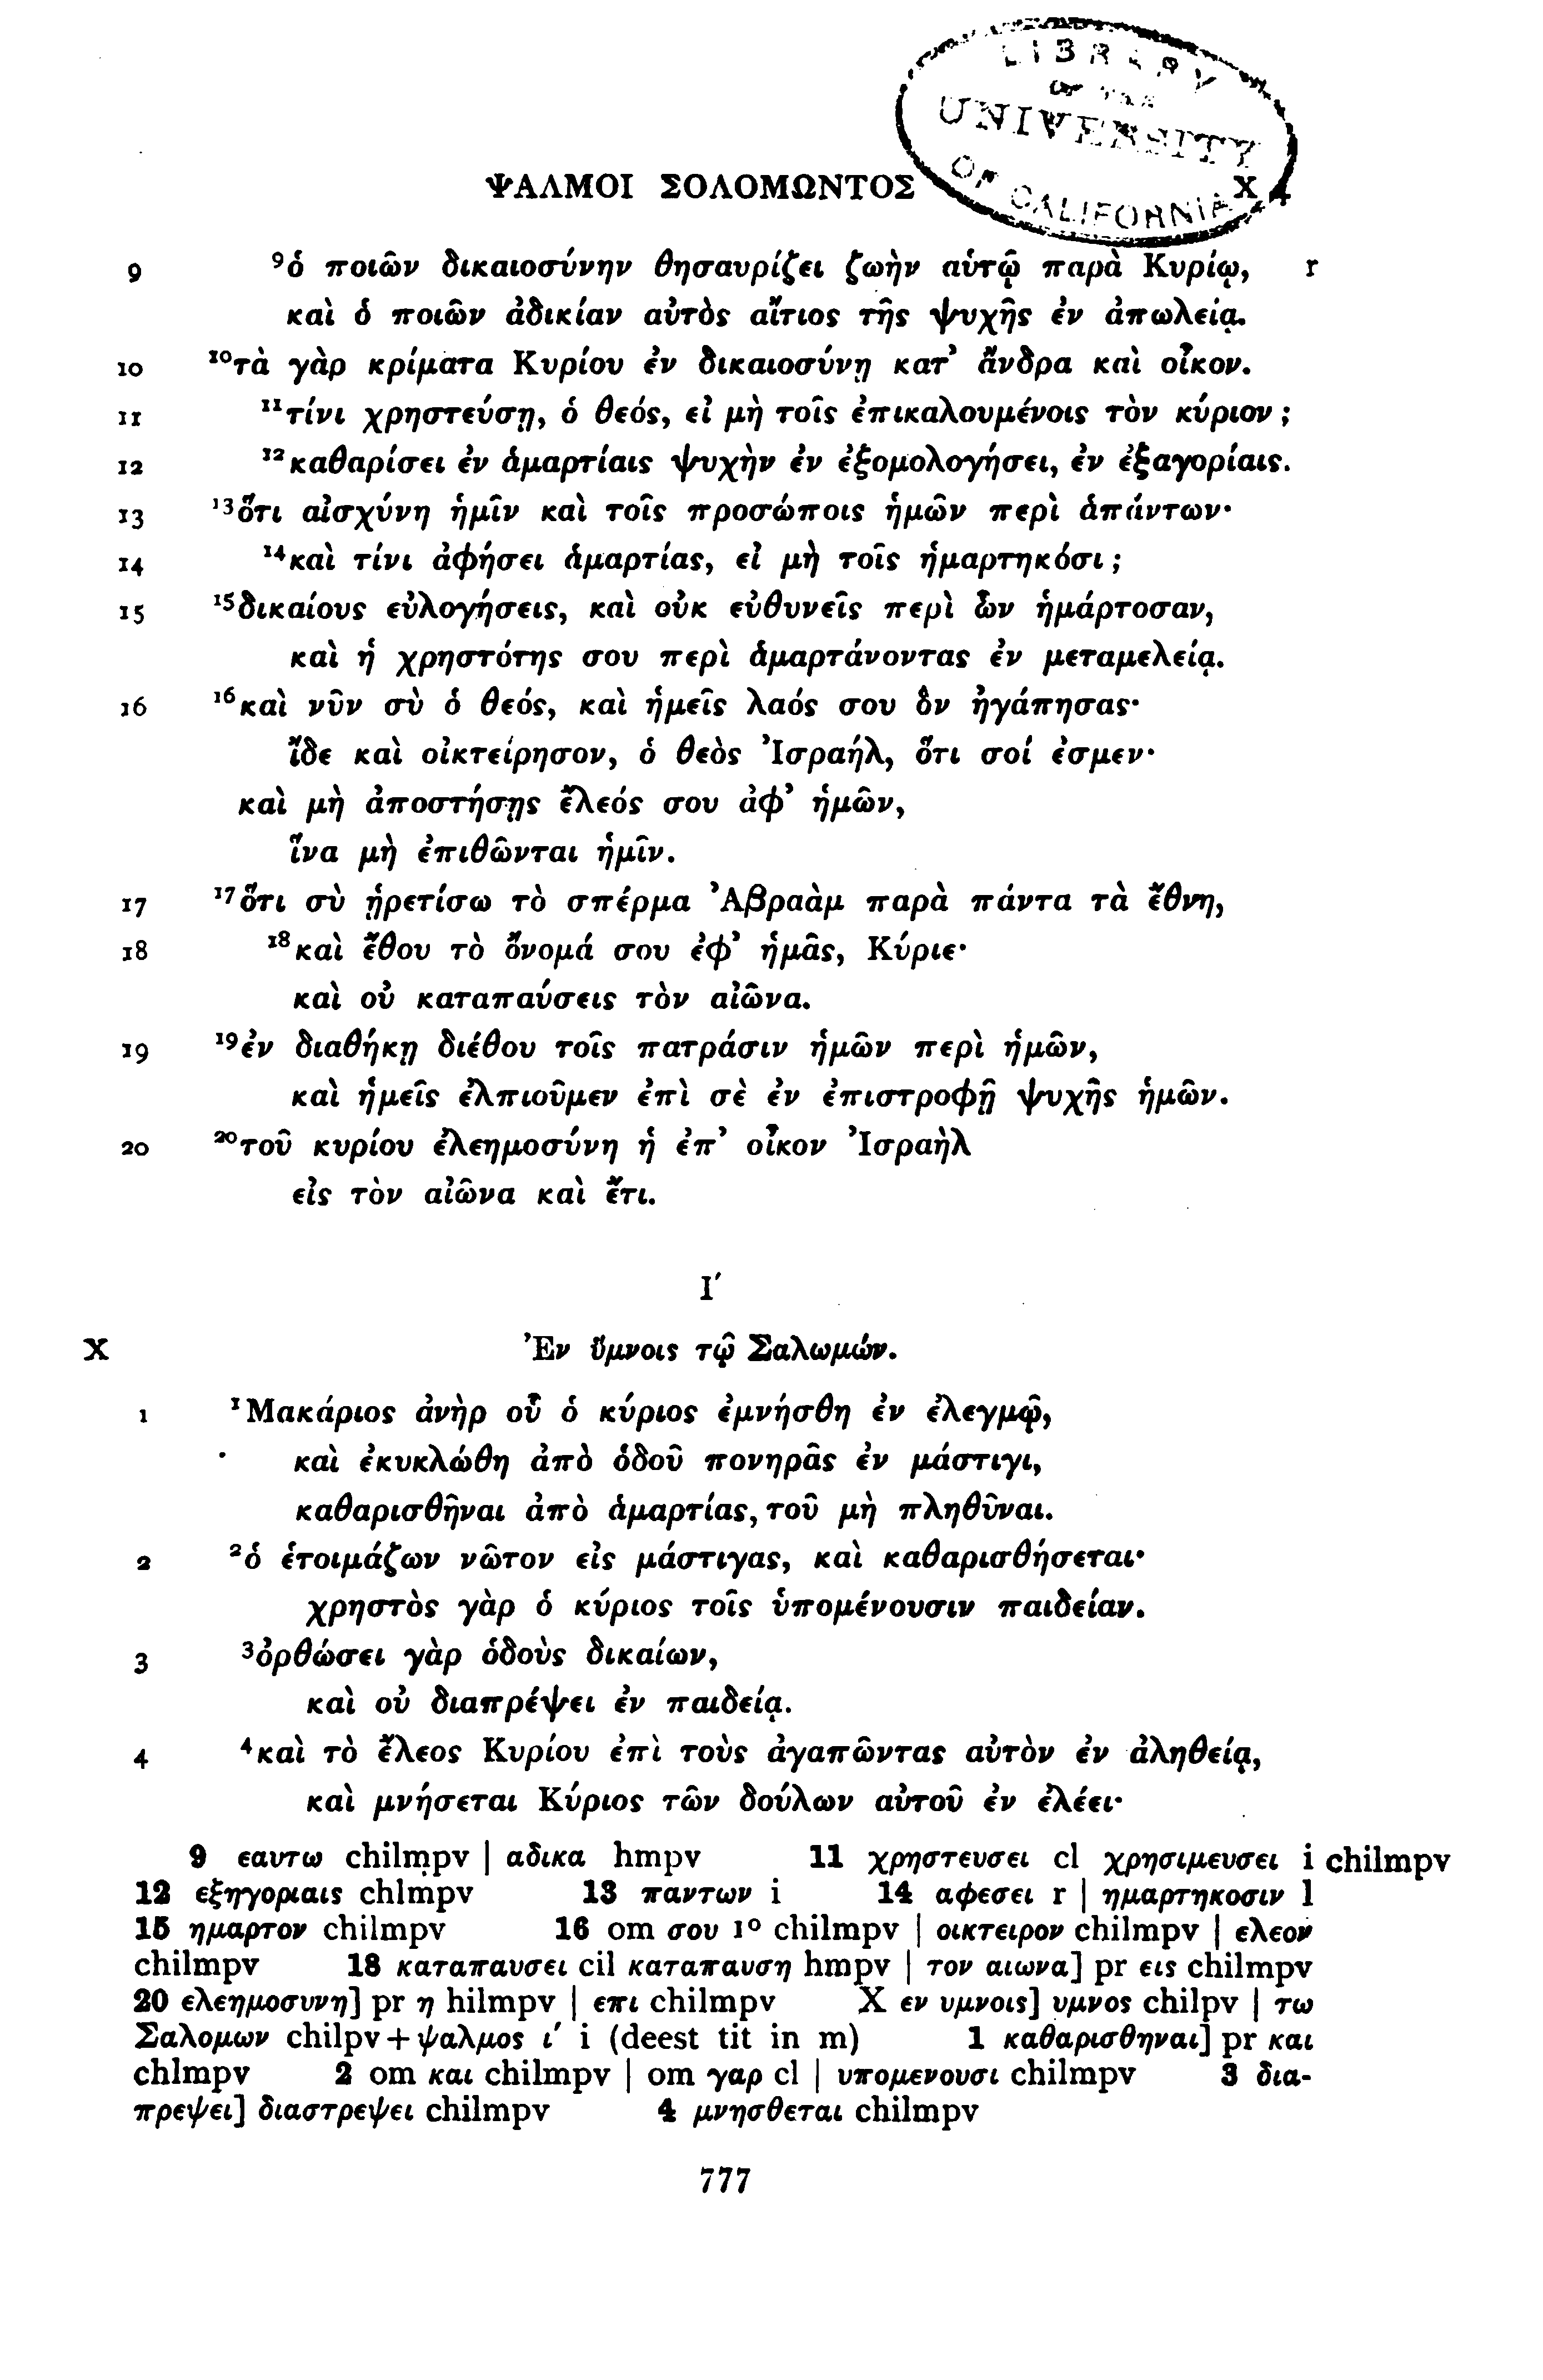 LIBRARY
OF THE
UNIVERSITY
OF CALIFORNIA
ΨΑΛΜΟΙ ΣΟΛΟΜΩΝΤΟΣ X 4
9 ⁹ὁ ποιῶν δικαιοσύνην θησαυρίζει ζωὴν αὑτῷ παρὰ Κυρίῳ, r
καὶ ὁ ποιῶν ἀδικίαν αὐτὸς αἴτιος τῆς ψυχῆς ἐν ἀπωλείᾳ.
10 ¹⁰τὰ γὰρ κρίματα Κυρίου ἐν δικαιοσύνῃ κατ’ ἄνδρα καὶ οἶκον.
11 ¹¹τίνι χρηστεύσῃ, ὁ θεός, εἰ μὴ τοῖς ἐπικαλουμένοις τὸν κύριον;
12 ¹²καθαρίσει ἐν ἁμαρτίαις ψυχὴν ἐν ἐξομολογήσει, ἐν ἐξαγορίαις.
13 ¹³ὅτι αἰσχύνη ἡμῖν καὶ τοῖς προσώποις ἡμῶν περὶ ἁπάντων·
14 ¹⁴καὶ τίνι ἀφήσει ἁμαρτίας, εἰ μὴ τοῖς ἡμαρτηκόσι;
15 ¹⁵δικαίους εὐλογήσεις, καὶ οὐκ εὐθυνεῖς περὶ ὧν ἡμάρτοσαν,
καὶ ἡ χρηστότης σου περὶ ἁμαρτάνοντας ἐν μεταμελείᾳ.
16 ¹⁶καὶ νῦν σὺ ὁ θεός, καὶ ἡμεῖς λαός σου ὃν ἠγάπησας·
ἴδε καὶ οἰκτείρησον, ὁ θεὸς Ἰσραήλ, ὅτι σοί ἐσμεν·
καὶ μὴ ἀποστήσῃς ἔλεός σου ἀφ’ ἡμῶν,
ἵνα μὴ ἐπιθῶνται ἡμῖν.
17 ¹⁷ὅτι σὺ ᾑρετίσω τὸ σπέρμα Ἀβραὰμ παρὰ πάντα τὰ ἔθνη,
18 ¹⁸καὶ ἔθου τὸ ὄνομά σου ἐφ’ ἡμᾶς, Κύριε·
καὶ οὐ καταπαύσεις τὸν αἰῶνα.
19 ¹⁹ἐν διαθήκῃ διέθου τοῖς πατράσιν ἡμῶν περὶ ἡμῶν,
καὶ ἡμεῖς ἐλπιοῦμεν ἐπὶ σὲ ἐν ἐπιστροφῇ ψυχῆς ἡμῶν.
20 ²⁰τοῦ κυρίου ἐλεημοσύνη ἡ ἐπ’ οἶκον Ἰσραὴλ
εἰς τὸν αἰῶνα καὶ ἔτι.
Ι′
X Ἐν ὕμνοις τῷ Σαλωμών.
1 ¹Μακάριος ἀνὴρ οὗ ὁ κύριος ἐμνήσθη ἐν ἐλεγμῷ,
καὶ ἐκυκλώθη ἀπὸ ὁδοῦ πονηρᾶς ἐν μάστιγι,
καθαρισθῆναι ἀπὸ ἁμαρτίας, τοῦ μὴ πληθῦναι.
2 ²ὁ ἑτοιμάζων νῶτον εἰς μάστιγας, καὶ καθαρισθήσεται·
χρηστὸς γὰρ ὁ κύριος τοῖς ὑπομένουσιν παιδείαν.
3 ³ὀρθώσει γὰρ ὁδοὺς δικαίων,
καὶ οὐ διαπρέψει ἐν παιδείᾳ.
4 ⁴καὶ τὸ ἔλεος Κυρίου ἐπὶ τοὺς ἀγαπῶντας αὐτὸν ἐν ἀληθείᾳ,
καὶ μνήσεται Κύριος τῶν δούλων αὐτοῦ ἐν ἐλέει·
9 εαυτω chilmpv | αδικα hmpv 11 χρηστευσει cl χρησιμευσει i chilmpv
12 εξηγοριαις chlmpv 13 παντων i 14 αφεσει r | ημαρτηκοσιν l
15 ημαρτον chilmpv 16 om σου 1º chilmpv | οικτειρον chilmpv | ελεον
chilmpv 18 καταπαυσει cil καταπαυση hmpv | τον αιωνα] pr εις chilmpv
20 ελεημοσυνη] pr η hilmpv | επι chilmpv X εν υμνοις] υμνος chilpv | τω
Σαλομων chilpv + ψαλμος ι′ i (deest tit in m) 1 καθαρισθηναι] pr και
chlmpv 2 om και chilmpv | om γαρ cl | υπομενουσι chilmpv 3 δια-
πρεψει] διαστρεψει chilmpv 4 μνησθεται chilmpv
777